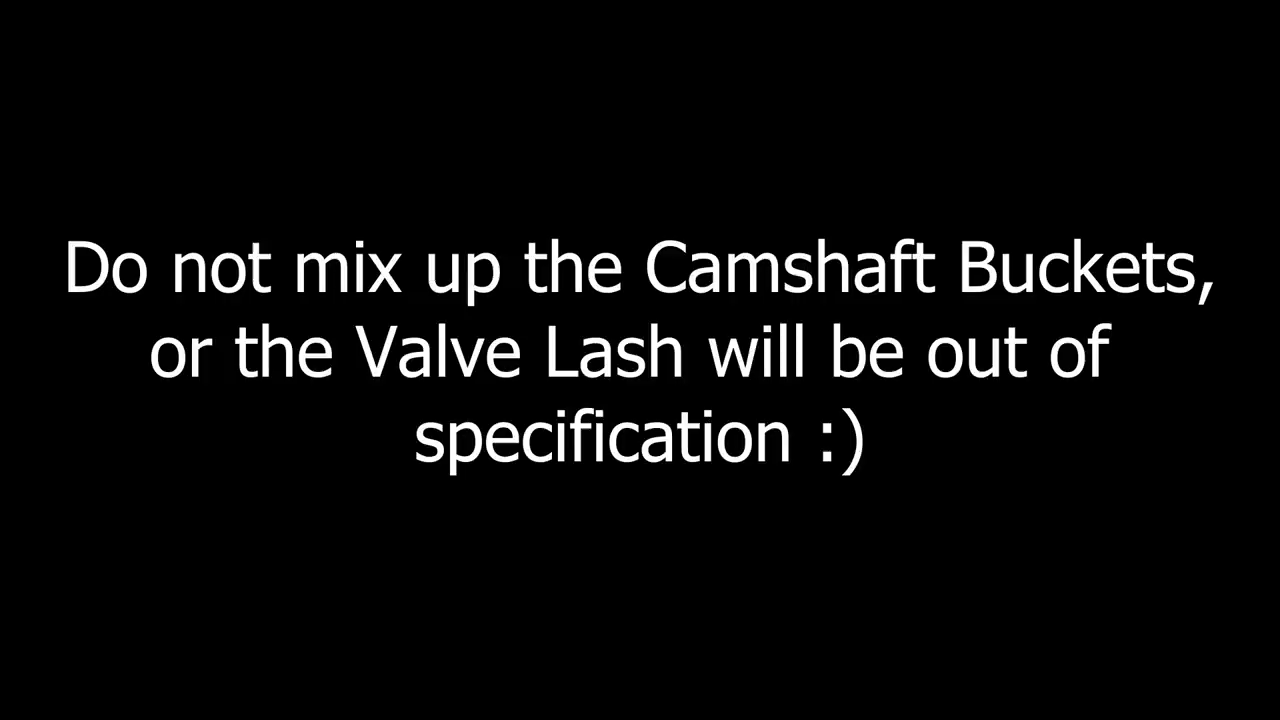 Do not mix up the Camshaft Buckets,
or the Valve Lash will be out of
specification :)